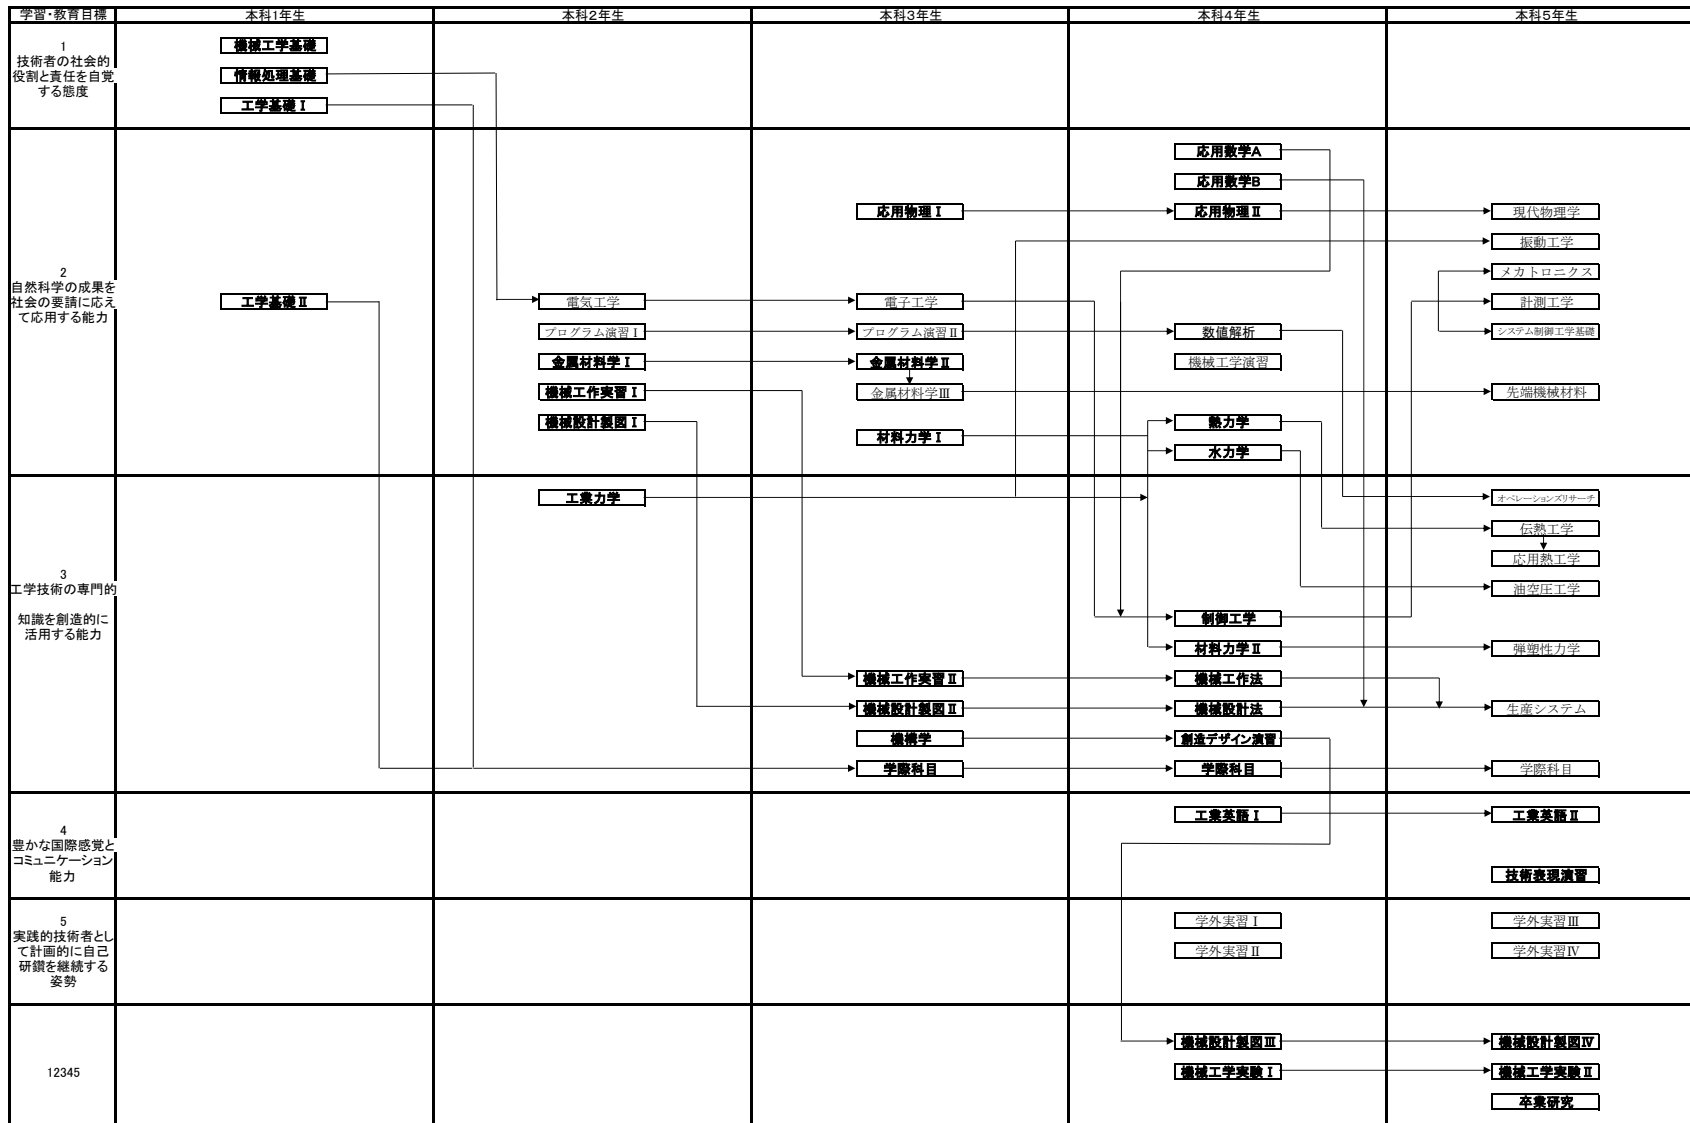 学習・教育目標
本科1年生
本科2年生
本科3年生
本科4年生
本科5年生
1
技術者の社会的
役割と責任を自覚
する態度
機械工学基礎
情報処理基礎
工学基礎Ⅰ
2
自然科学の成果を
社会の要請に応え
て応用する能力
応用数学A
応用数学B
応用物理Ⅰ
応用物理Ⅱ
現代物理学
振動工学
メカトロニクス
工学基礎Ⅱ
電気工学
電子工学
計測工学
プログラム演習Ⅰ
プログラム演習Ⅱ
数値解析
システム制御工学基礎
金属材料学Ⅰ
金属材料学Ⅱ
機械工学演習
機械工作実習Ⅰ
金属材料学Ⅲ
先端機械材料
機械設計製図Ⅰ
材料力学Ⅰ
熱力学
水力学
3
工学技術の専門的
知識を創造的に
活用する能力
工業力学
オペレーションズリサーチ
伝熱工学
応用熱工学
油空圧工学
制御工学
材料力学Ⅱ
弾塑性力学
機械工作実習Ⅱ
機械工作法
機械設計製図Ⅱ
機械設計法
生産システム
機構学
創造デザイン演習
学際科目
学際科目
学際科目
4
豊かな国際感覚と
コミュニケーション
能力
工業英語Ⅰ
工業英語Ⅱ
技術表現演習
5
実践的技術者とし
て計画的に自己
研鑽を継続する
姿勢
学外実習Ⅰ
学外実習Ⅲ
学外実習Ⅱ
学外実習Ⅳ
12345
機械設計製図Ⅲ
機械設計製図Ⅳ
機械工学実験Ⅰ
機械工学実験Ⅱ
卒業研究